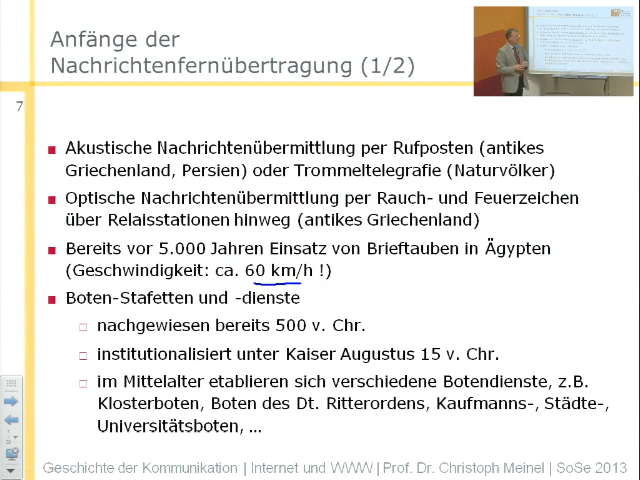 Anfänge der
Nachrichtenfernübertragung (1/2)
7
■ Akustische Nachrichtenübermittlung per Rufposten (antikes
Griechenland, Persien) oder Trommeltelegrafie (Naturvölker)
■ Optische Nachrichtenübermittlung per Rauch- und Feuerzeichen
über Relaisstationen hinweg (antikes Griechenland)
■ Bereits vor 5.000 Jahren Einsatz von Brieftauben in Ägypten
(Geschwindigkeit: ca. 60 km/h !)
■ Boten-Stafetten und -dienste
□ nachgewiesen bereits 500 v. Chr.
□ institutionalisiert unter Kaiser Augustus 15 v. Chr.
□ im Mittelalter etablieren sich verschiedene Botendienste, z.B.
Klosterboten, Boten des Dt. Ritterordens, Kaufmanns-, Städte-,
Universitätsboten, …
Geschichte der Kommunikation | Internet und WWW | Prof. Dr. Christoph Meinel | SoSe 2013